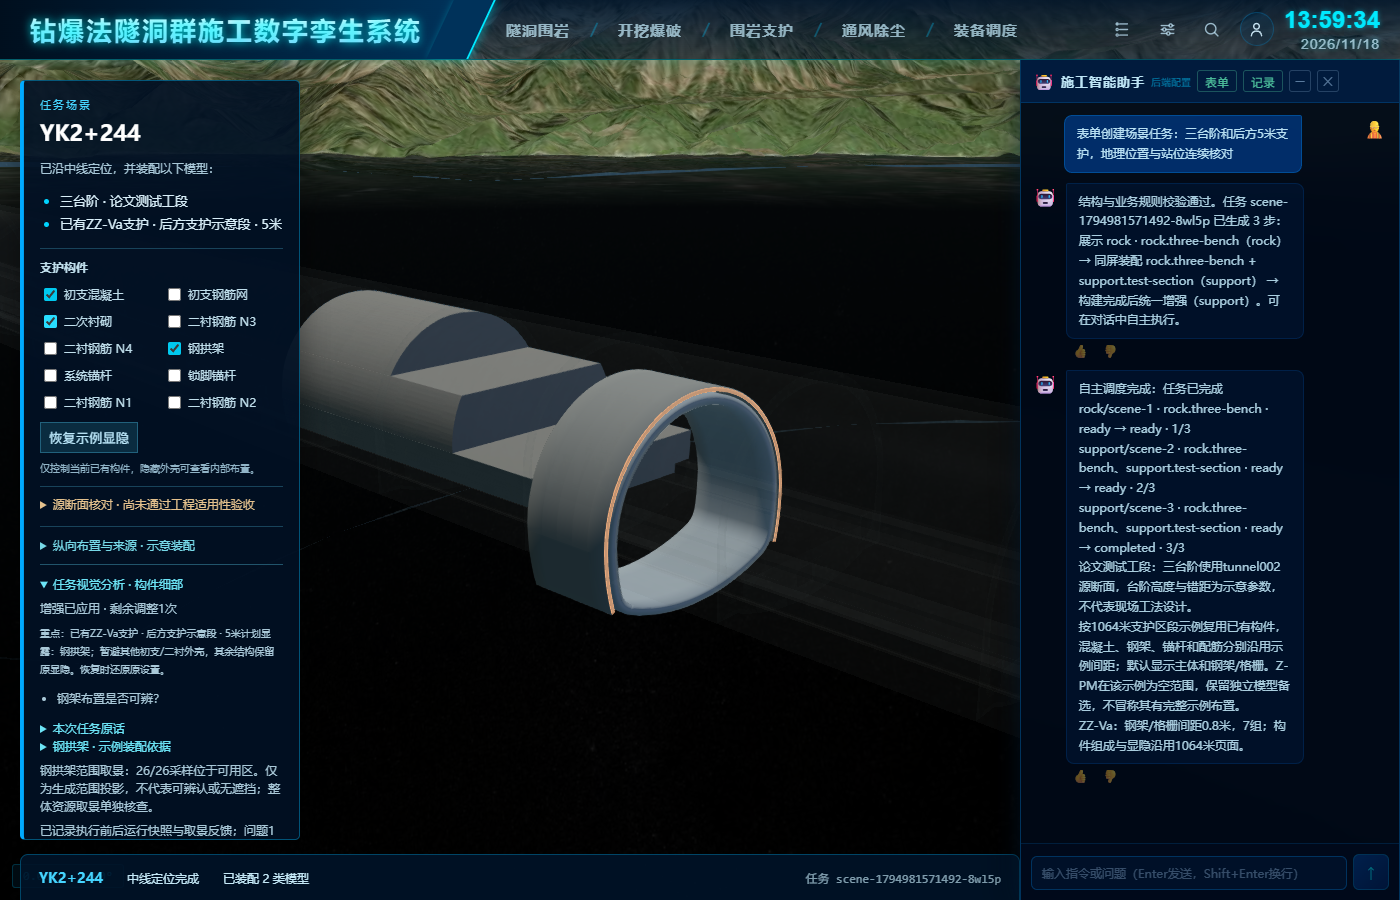 钻爆法隧洞群施工数字孪生系统
隧洞围岩 / 开挖爆破 / 围岩支护 / 通风除尘 / 装备调度
13:59:34
2026/11/18
任务场景
YK2+244
已沿中线定位，并装配以下模型：
三台阶 · 论文测试工段
已有ZZ-Va支护 · 后方支护示意段 · 5米
支护构件
初支混凝土 初支钢筋网
二次衬砌 二衬钢筋 N3
二衬钢筋 N4 钢拱架
系统锚杆 锁脚锚杆
二衬钢筋 N1 二衬钢筋 N2
恢复示例显隐
仅控制当前已有构件，隐藏外壳可查看内部布置。
源断面核对 · 尚未通过工程适用性验收
纵向布置与来源 · 示意装配
任务视觉分析 · 构件细部
增强已应用 · 剩余调整1次
重点：已有ZZ-Va支护 · 后方支护示意段 · 5米计划显
露：钢拱架；暂避其他初支/二衬外壳，其余结构保留
原显隐。恢复时还原原设置。
钢架布置是否可辨?
本次任务原话
钢拱架 · 示例装配依据
钢拱架范围取景：26/26采样位于可用区。仅
为生成范围投影，不代表可辨认或无遮挡；整
体资源取景单独核查。
已记录执行前后运行快照与取景反馈；问题1
YK2+244 中线定位完成 已装配 2 类模型 任务 scene-1794981571492-8wl5p
施工智能助手 后端配置 表单 记录
表单创建场景任务：三台阶和后方5米支
护，地理位置与站位连续核对
结构与业务规则校验通过。任务 scene-
1794981571492-8wl5p 已生成 3 步：
展示 rock · rock.three-bench（rock）
→ 同屏装配 rock.three-bench +
support.test-section（support） →
构建完成后统一增强（support）。可
在对话中自主执行。
自主调度完成：任务已完成
rock/scene-1 · rock.three-bench ·
ready → ready · 1/3
support/scene-2 · rock.three-
bench、support.test-section · ready
→ ready · 2/3
support/scene-3 · rock.three-
bench、support.test-section · ready
→ completed · 3/3
论文测试工段：三台阶使用tunnel002
源断面，台阶高度与错距为示意参数，
不代表现场工法设计。
按1064米支护区段示例复用已有构件，
混凝土、钢架、锚杆和配筋分别沿用示
例间距；默认显示主体和钢架/格栅。Z-
PM在该示例为空范围，保留独立模型备
选，不冒称其有完整示例布置。
ZZ-Va：钢架/格栅间距0.8米，7组；构
件组成与显隐沿用1064米页面。
输入指令或问题（Enter发送，Shift+Enter换行）